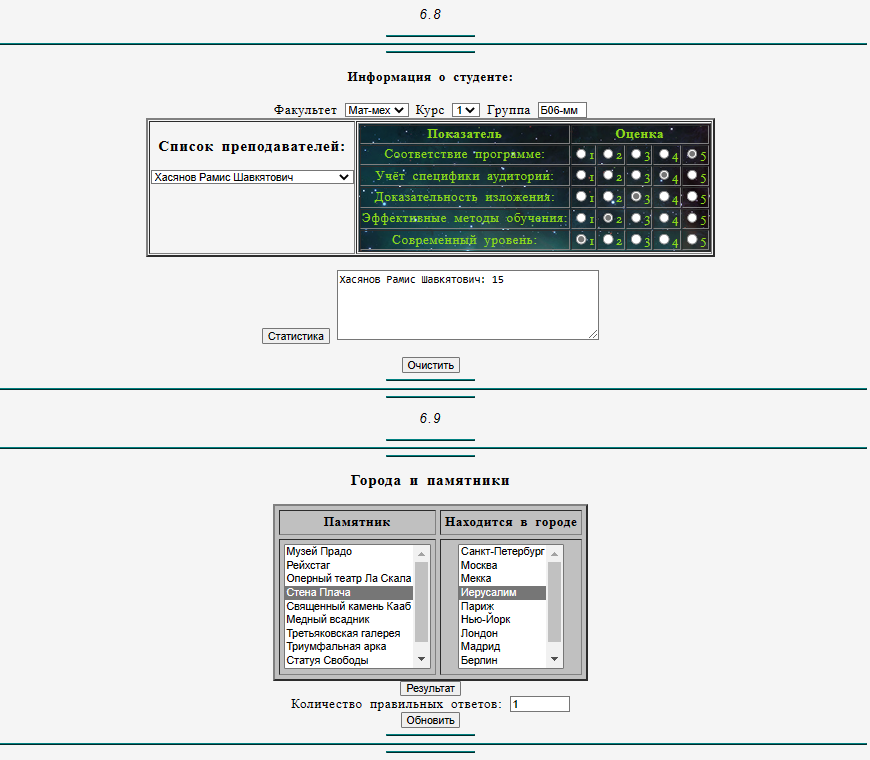 6.8
Информация о студенте:
Факультет Мат-мех Курс 1 Группа Б06-мм
Список преподавателей:
Хасянов Рамис Шавкятович
Показатель Оценка
Соответствие программе: 1 2 3 4 5
Учёт специфики аудитории: 1 2 3 4 5
Доказательность изложения: 1 2 3 4 5
Эффективные методы обучения: 1 2 3 4 5
Современный уровень: 1 2 3 4 5
Хасянов Рамис Шавкятович: 15
Статистика
Очистить
6.9
Города и памятники
Памятник Находится в городе
Музей Прадо Санкт-Петербург
Рейхстаг Москва
Оперный театр Ла Скала Мекка
Стена Плача Иерусалим
Священный камень Кааб Париж
Медный всадник Нью-Йорк
Третьяковская галерея Лондон
Триумфальная арка Мадрид
Статуя Свободы Берлин
Результат
Количество правильных ответов: 1
Обновить